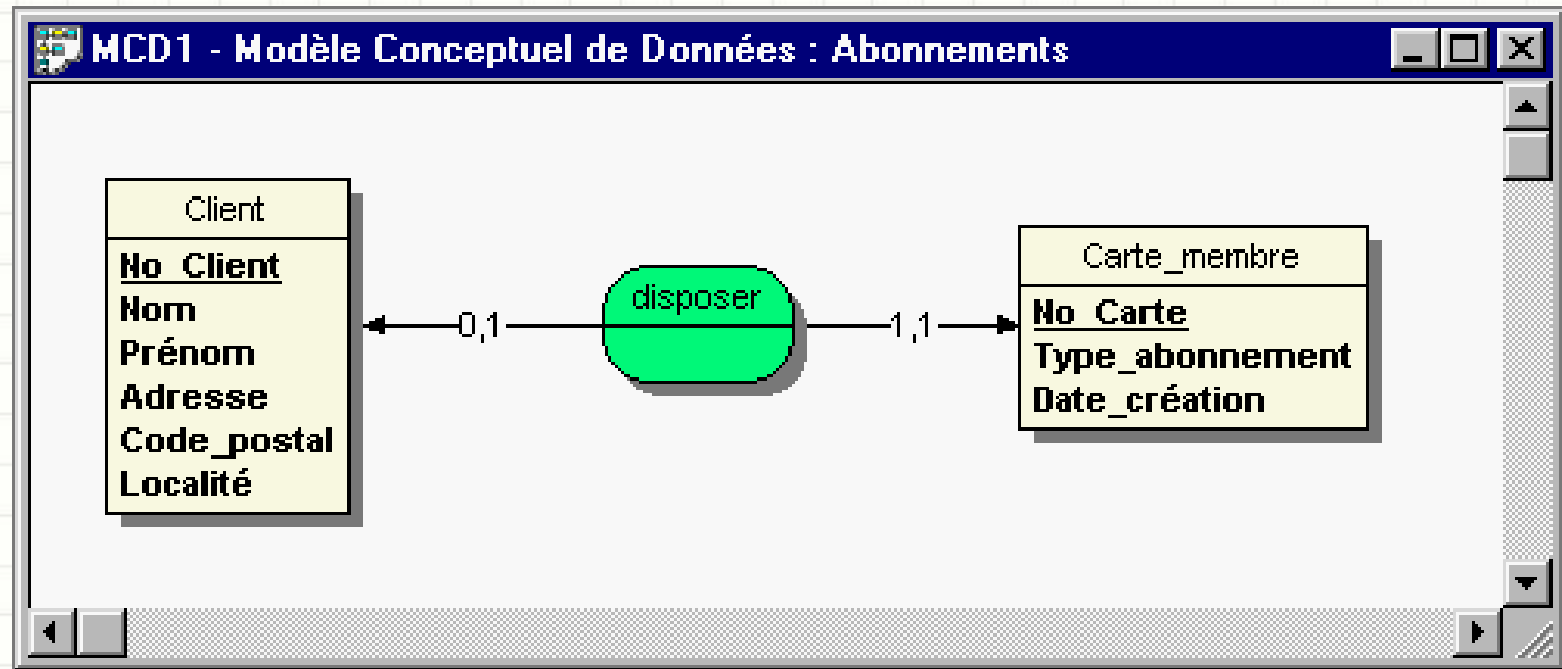 MCD1 - Modèle Conceptuel de Données : Abonnements
Client
No_Client
Nom
Prénom
Adresse
Code_postal
Localité
0,1
disposer
1,1
Carte_membre
No_Carte
Type_abonnement
Date_création